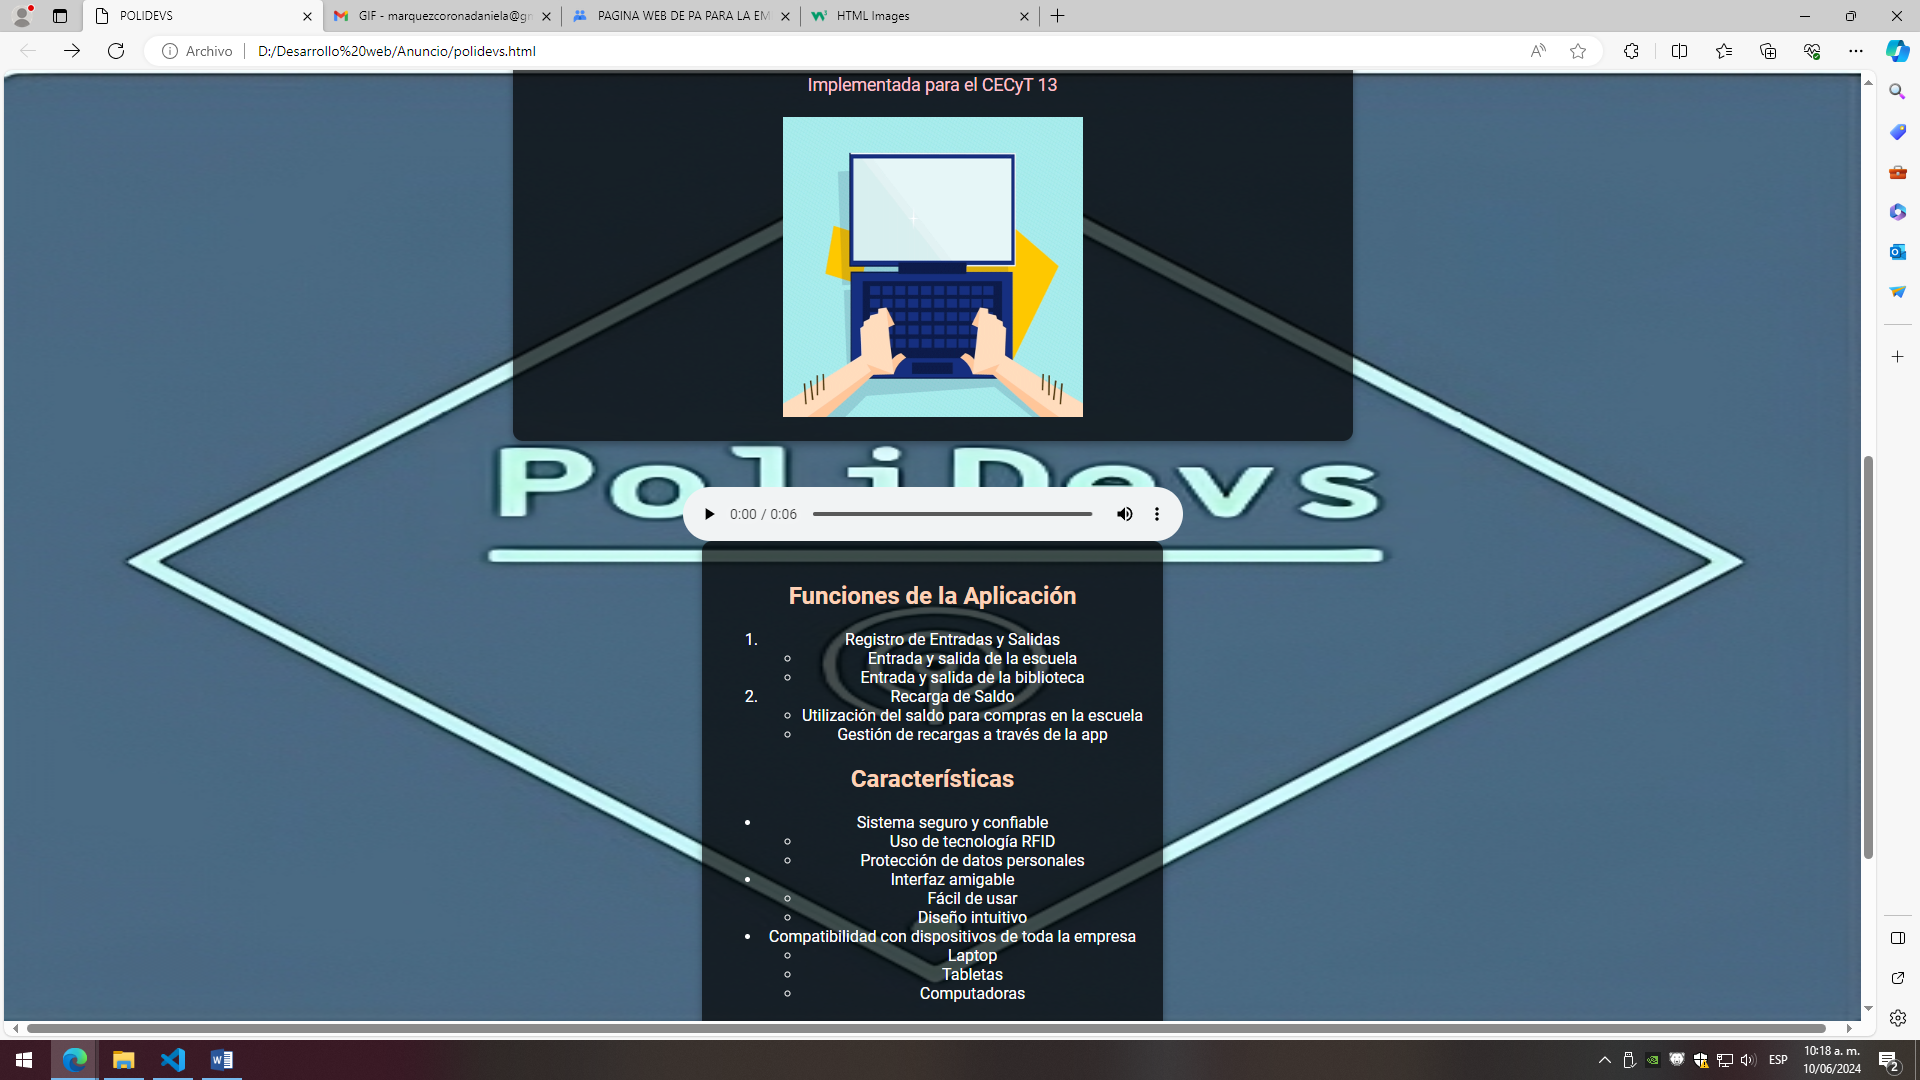 POLIDEVS
GIF - marquezcoronadaniela@gm
PAGINA WEB DE PA PARA LA EM
HTML Images
Archivo
D:/Desarrollo%20web/Anuncio/polidevs.html
Implementada para el CECyT 13
PoliDevs
0:00 / 0:06
Funciones de la Aplicación
1. Registro de Entradas y Salidas
Entrada y salida de la escuela
Entrada y salida de la biblioteca
2. Recarga de Saldo
Utilización del saldo para compras en la escuela
Gestión de recargas a través de la app
Características
Sistema seguro y confiable
Uso de tecnología RFID
Protección de datos personales
Interfaz amigable
Fácil de usar
Diseño intuitivo
Compatibilidad con dispositivos de toda la empresa
Laptop
Tabletas
Computadoras
ESP
10:18 a. m.
10/06/2024
2